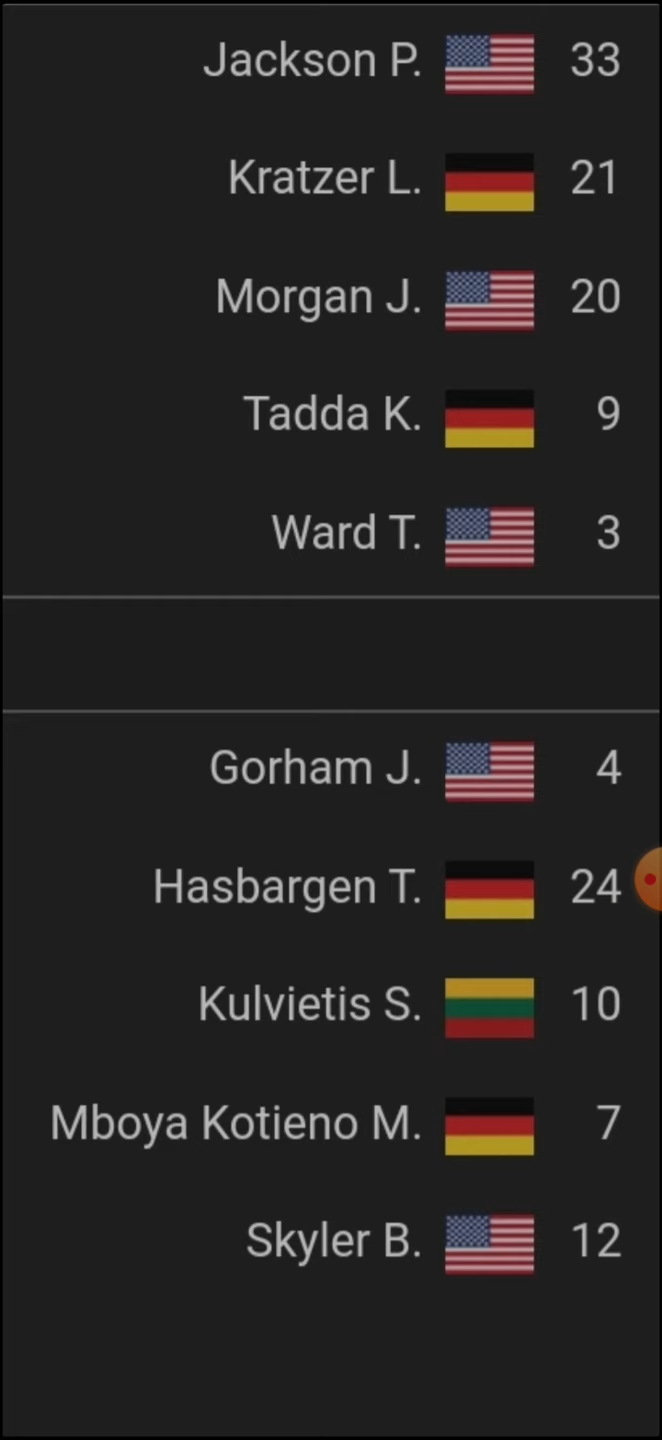 Jackson P. 33
Kratzer L. 21
Morgan J. 20
Tadda K. 9
Ward T. 3
Gorham J. 4
Hasbargen T. 24
Kulvietis S. 10
Mboya Kotieno M. 7
Skyler B. 12